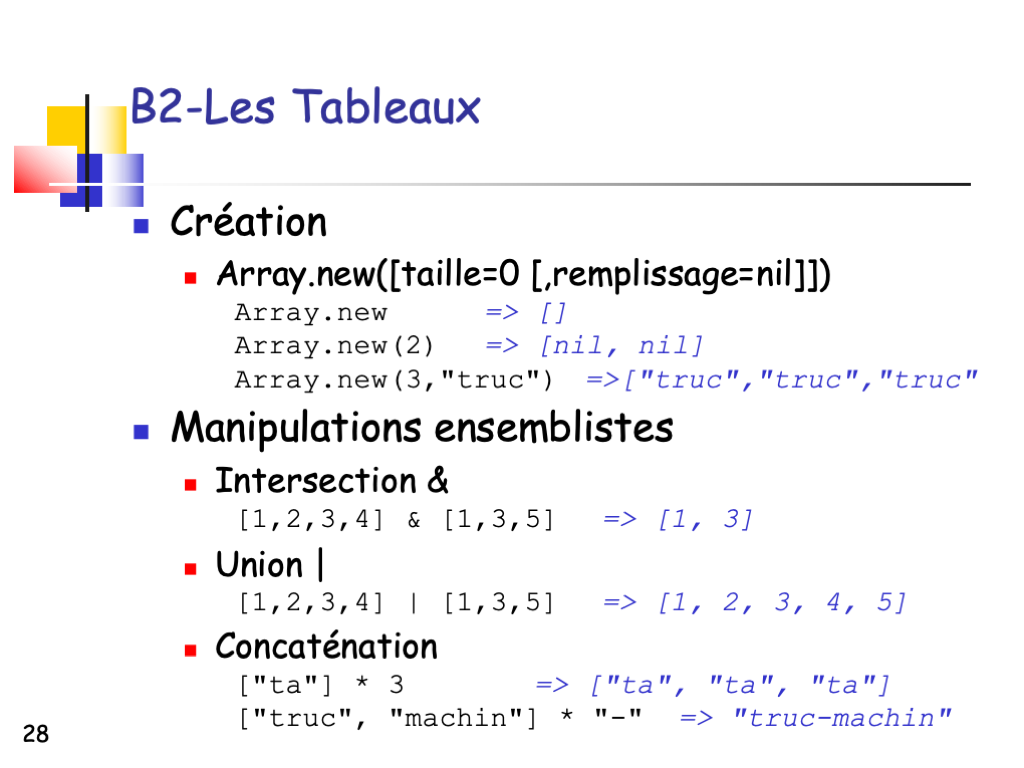 B2-Les Tableaux
Création
Array.new([taille=0 [,remplissage=nil]])
Array.new => []
Array.new(2) => [nil, nil]
Array.new(3,"truc") =>["truc","truc","truc"
Manipulations ensemblistes
Intersection &
[1,2,3,4] & [1,3,5] => [1, 3]
Union |
[1,2,3,4] | [1,3,5] => [1, 2, 3, 4, 5]
Concaténation
["ta"] * 3 => ["ta", "ta", "ta"]
["truc", "machin"] * "-" => "truc-machin"
28